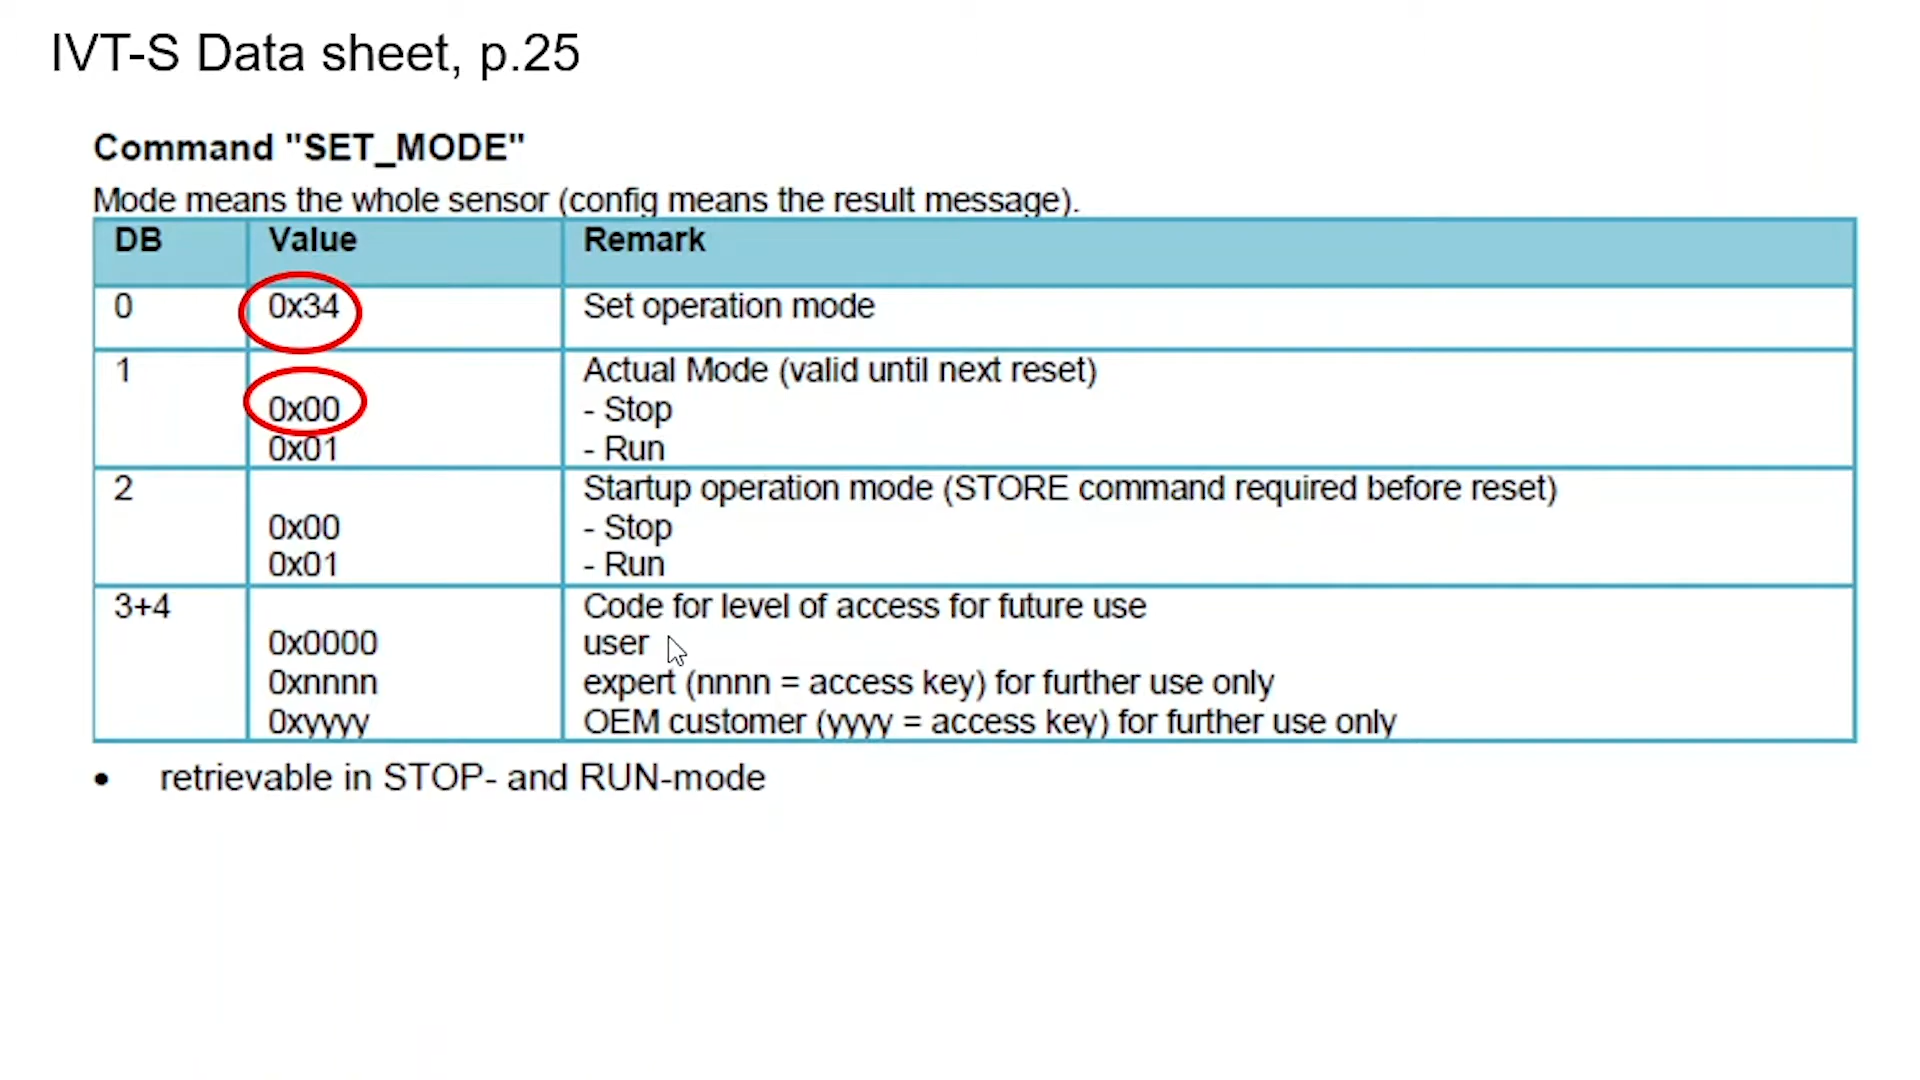 IVT-S Data sheet, p.25
Command "SET_MODE"
Mode means the whole sensor (config means the result message).
DB Value Remark
0 0x34 Set operation mode
1 Actual Mode (valid until next reset)
0x00 - Stop
0x01 - Run
2 Startup operation mode (STORE command required before reset)
0x00 - Stop
0x01 - Run
3+4 Code for level of access for future use
0x0000 user
0xnnnn expert (nnnn = access key) for further use only
0xyyyy OEM customer (yyyy = access key) for further use only
• retrievable in STOP- and RUN-mode